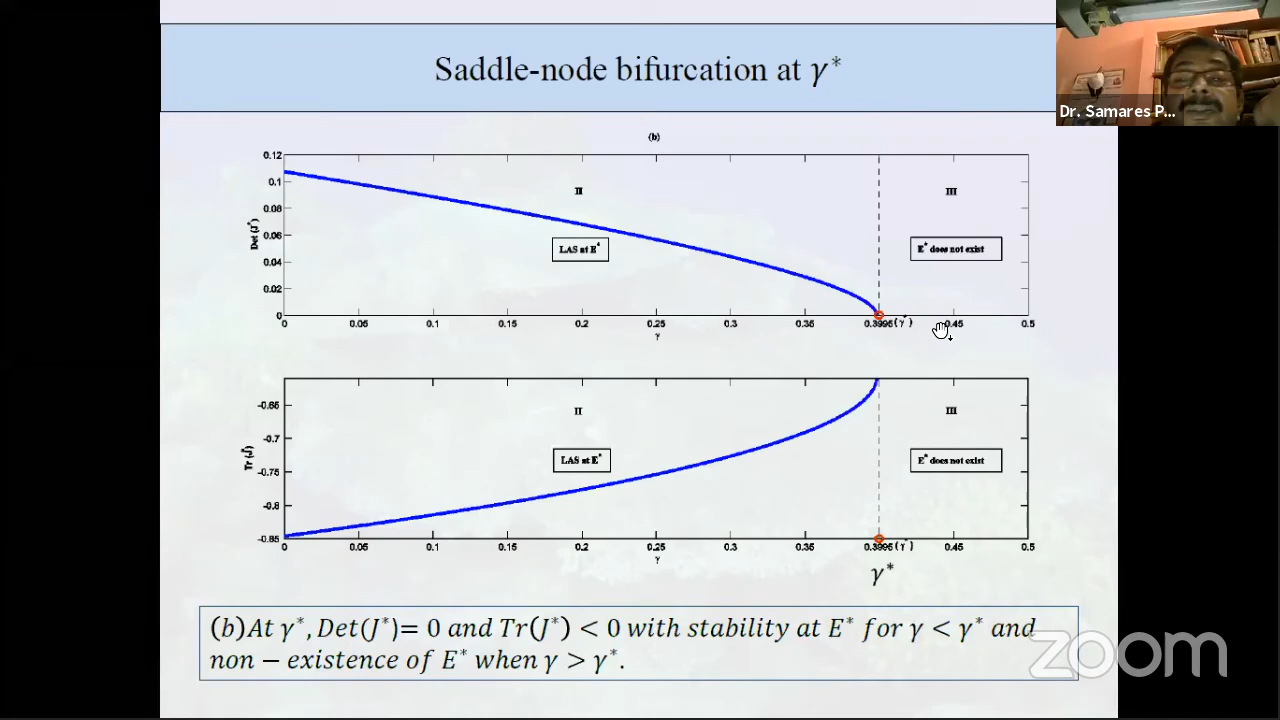 Saddle-node bifurcation at γ*
Dr. Samares P...
(b)
0.12
0.1
0.08
0.06
0.04
0.02
0
Det (J*)
II
III
LAS at E*
E* does not exist
0 0.05 0.1 0.15 0.2 0.25 0.3 0.35 0.3996(γ*) 0.45 0.5
γ
-0.65
-0.7
-0.75
-0.8
-0.85
Tr (J*)
II
III
LAS at E*
E* does not exist
0 0.05 0.1 0.15 0.2 0.25 0.3 0.35 0.3996(γ*) 0.45 0.5
γ
γ*
(b)At γ*, Det(J*)= 0 and Tr(J*) < 0 with stability at E* for γ < γ* and
non − existence of E* when γ > γ*.
zoom